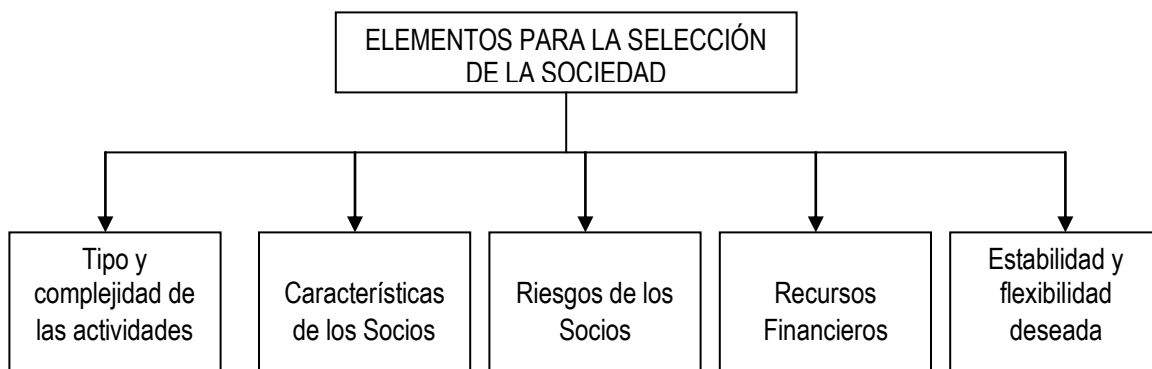 ELEMENTOS PARA LA SELECCIÓN
DE LA SOCIEDAD
Tipo y
complejidad de
las actividades
Características
de los Socios
Riesgos de los
Socios
Recursos
Financieros
Estabilidad y
flexibilidad
deseada